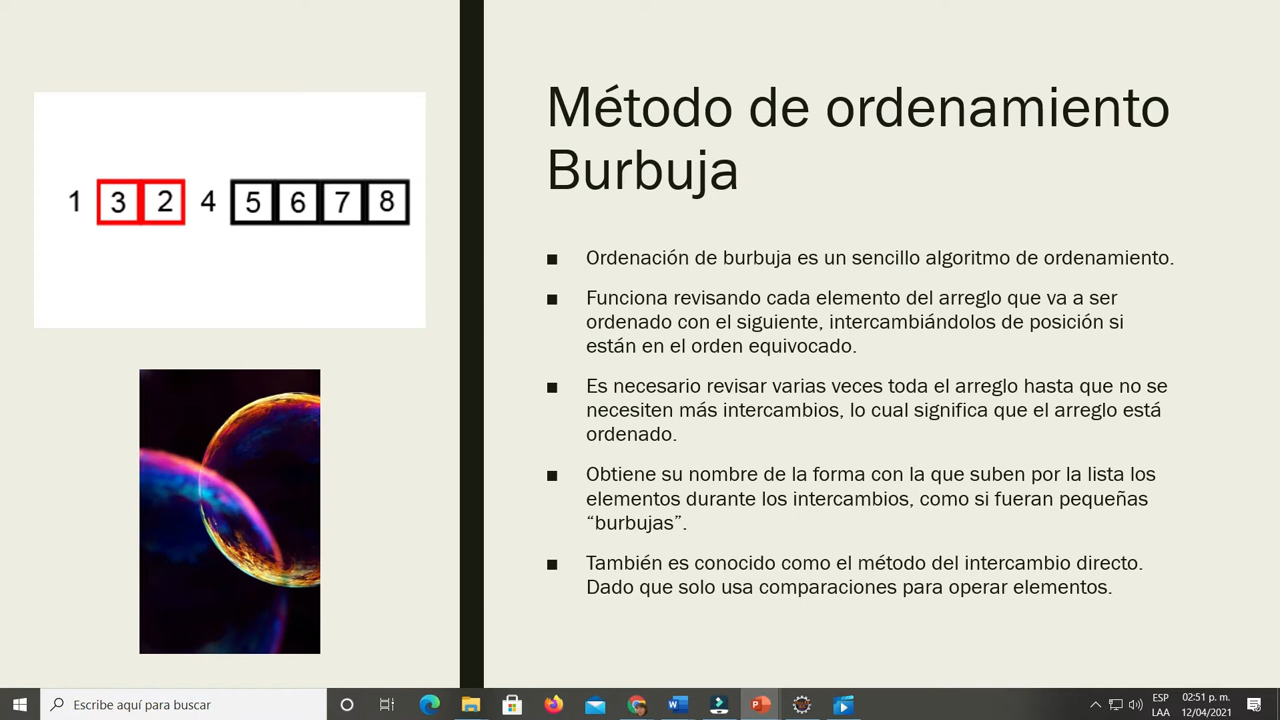 Método de ordenamiento
Burbuja
1 3 2 4 5 6 7 8
■ Ordenación de burbuja es un sencillo algoritmo de ordenamiento.
■ Funciona revisando cada elemento del arreglo que va a ser
ordenado con el siguiente, intercambiándolos de posición si
están en el orden equivocado.
■ Es necesario revisar varias veces toda el arreglo hasta que no se
necesiten más intercambios, lo cual significa que el arreglo está
ordenado.
■ Obtiene su nombre de la forma con la que suben por la lista los
elementos durante los intercambios, como si fueran pequeñas
“burbujas”.
■ También es conocido como el método del intercambio directo.
Dado que solo usa comparaciones para operar elementos.
Escribe aquí para buscar
ESP
LAA
02:51 p. m.
12/04/2021